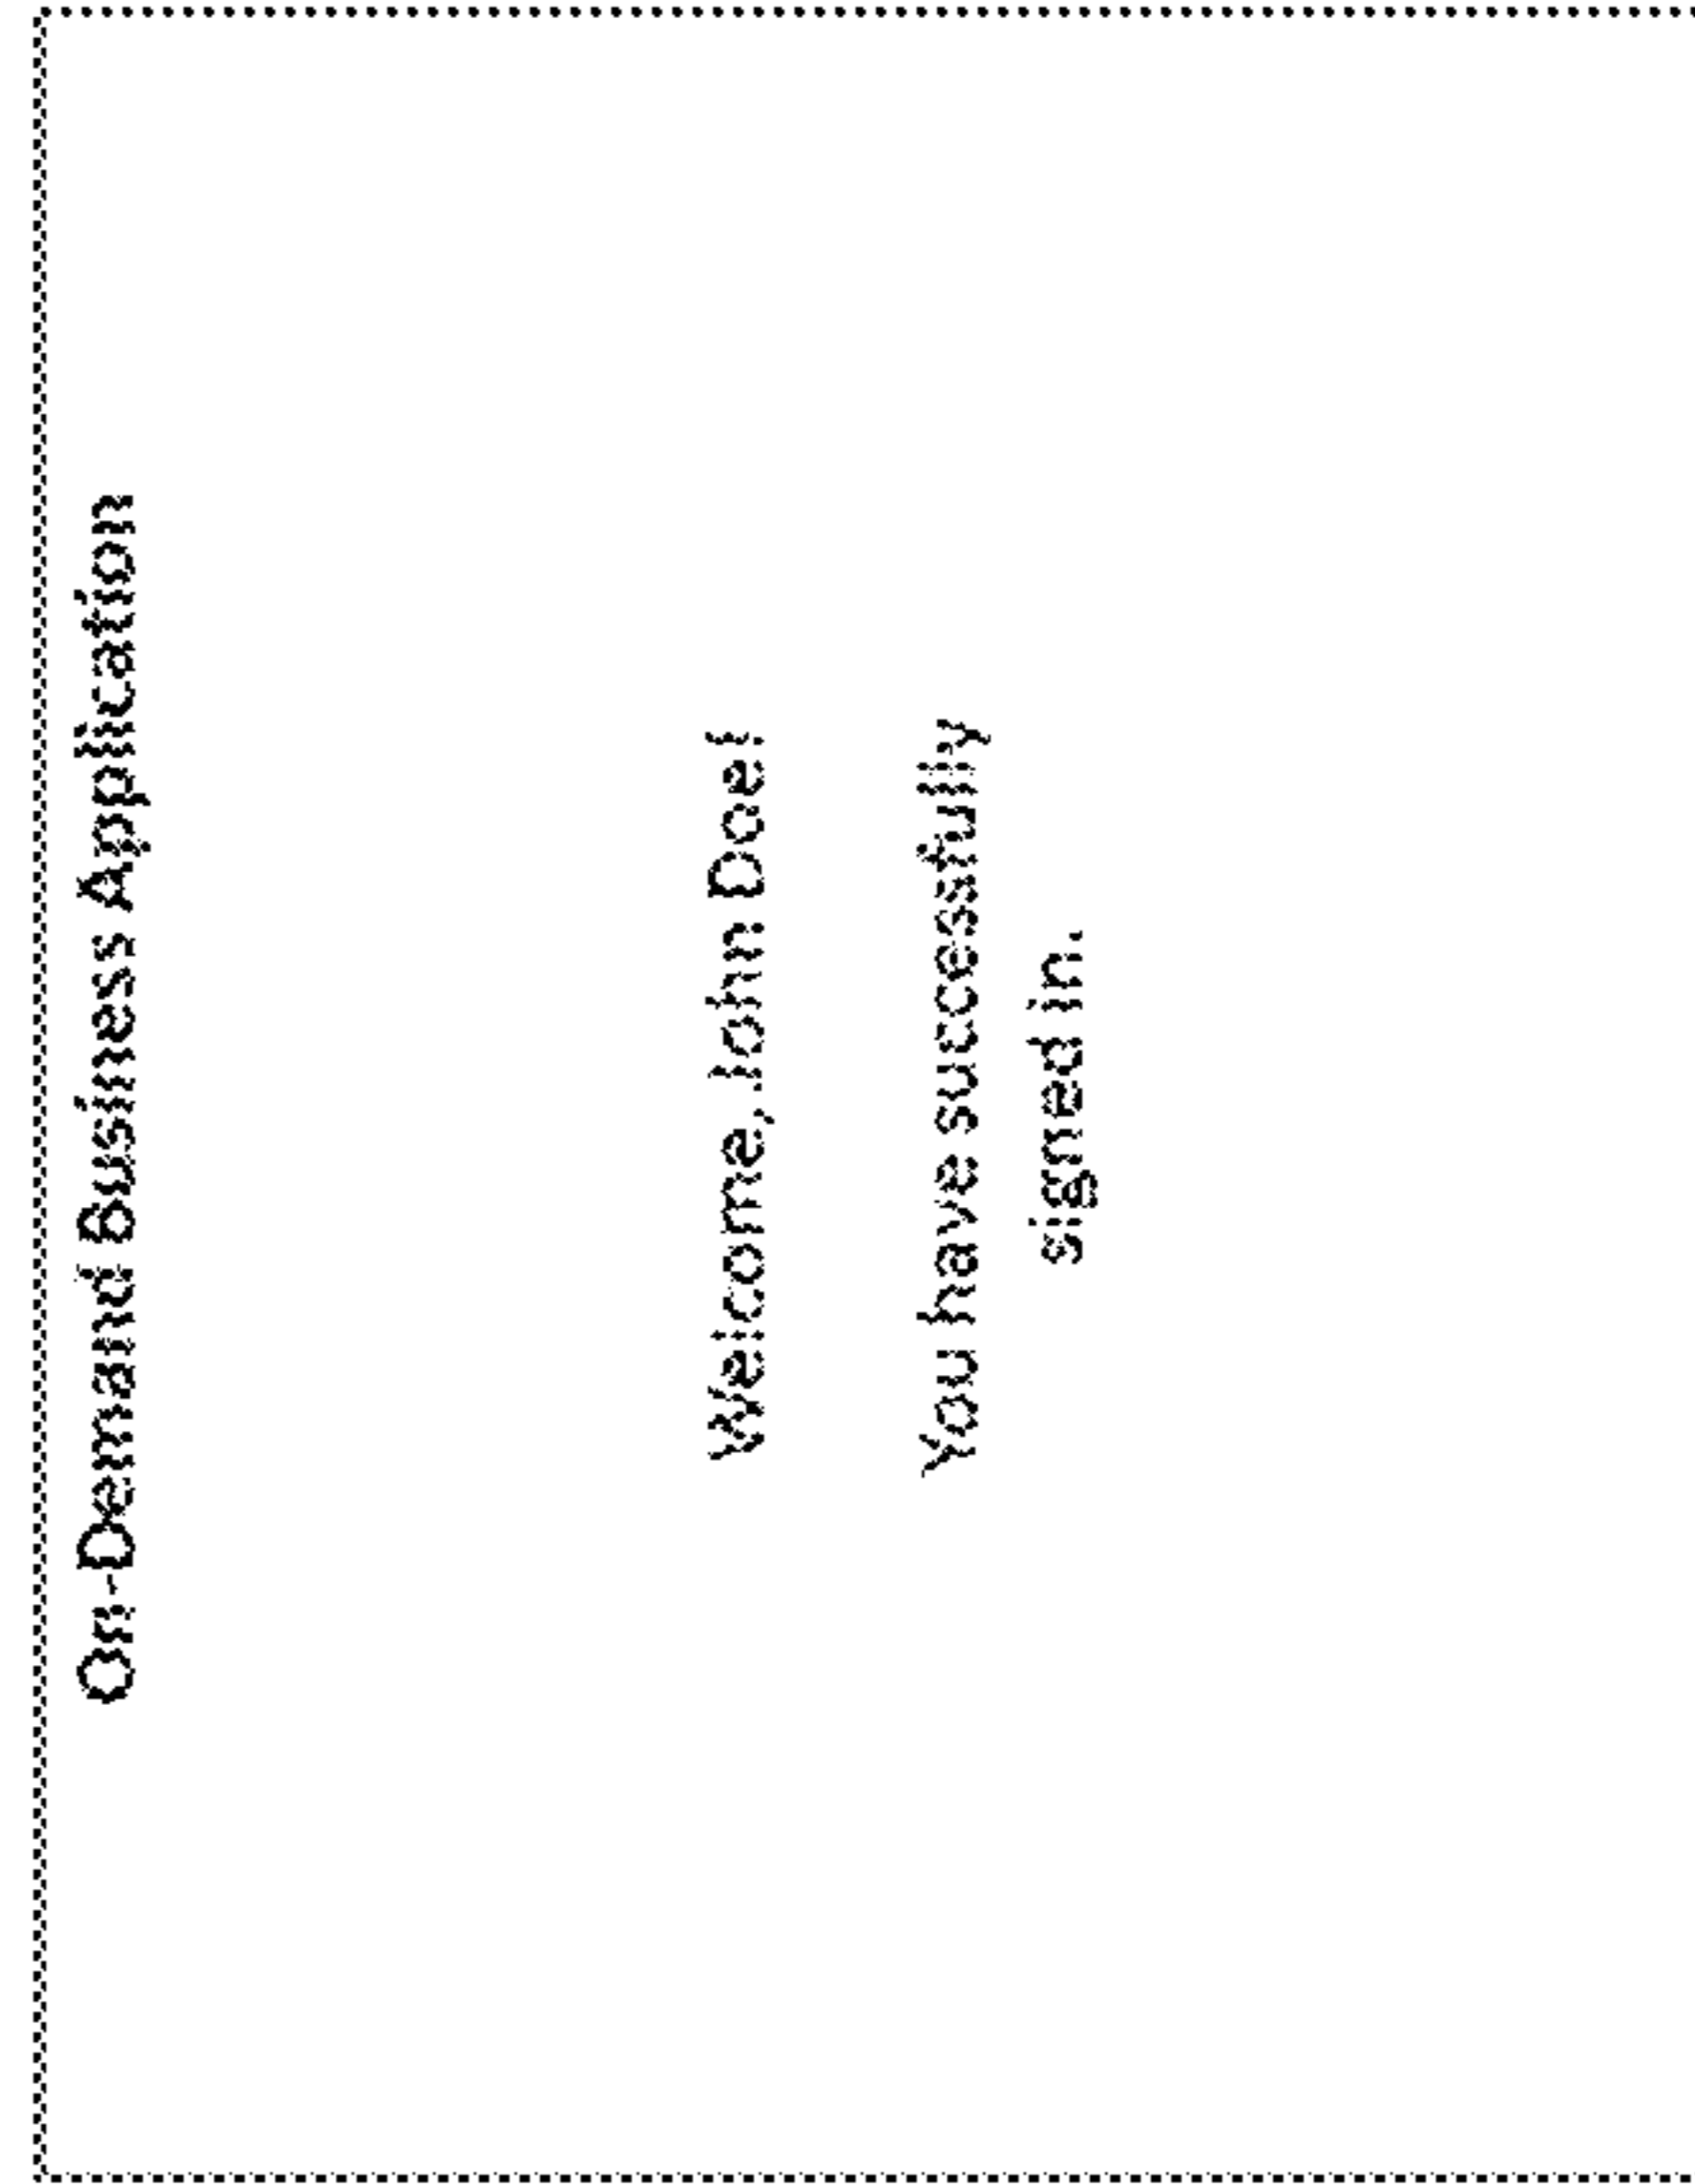 On-Demand Business Application
Welcome, John Doe!
You have successfully
signed in.